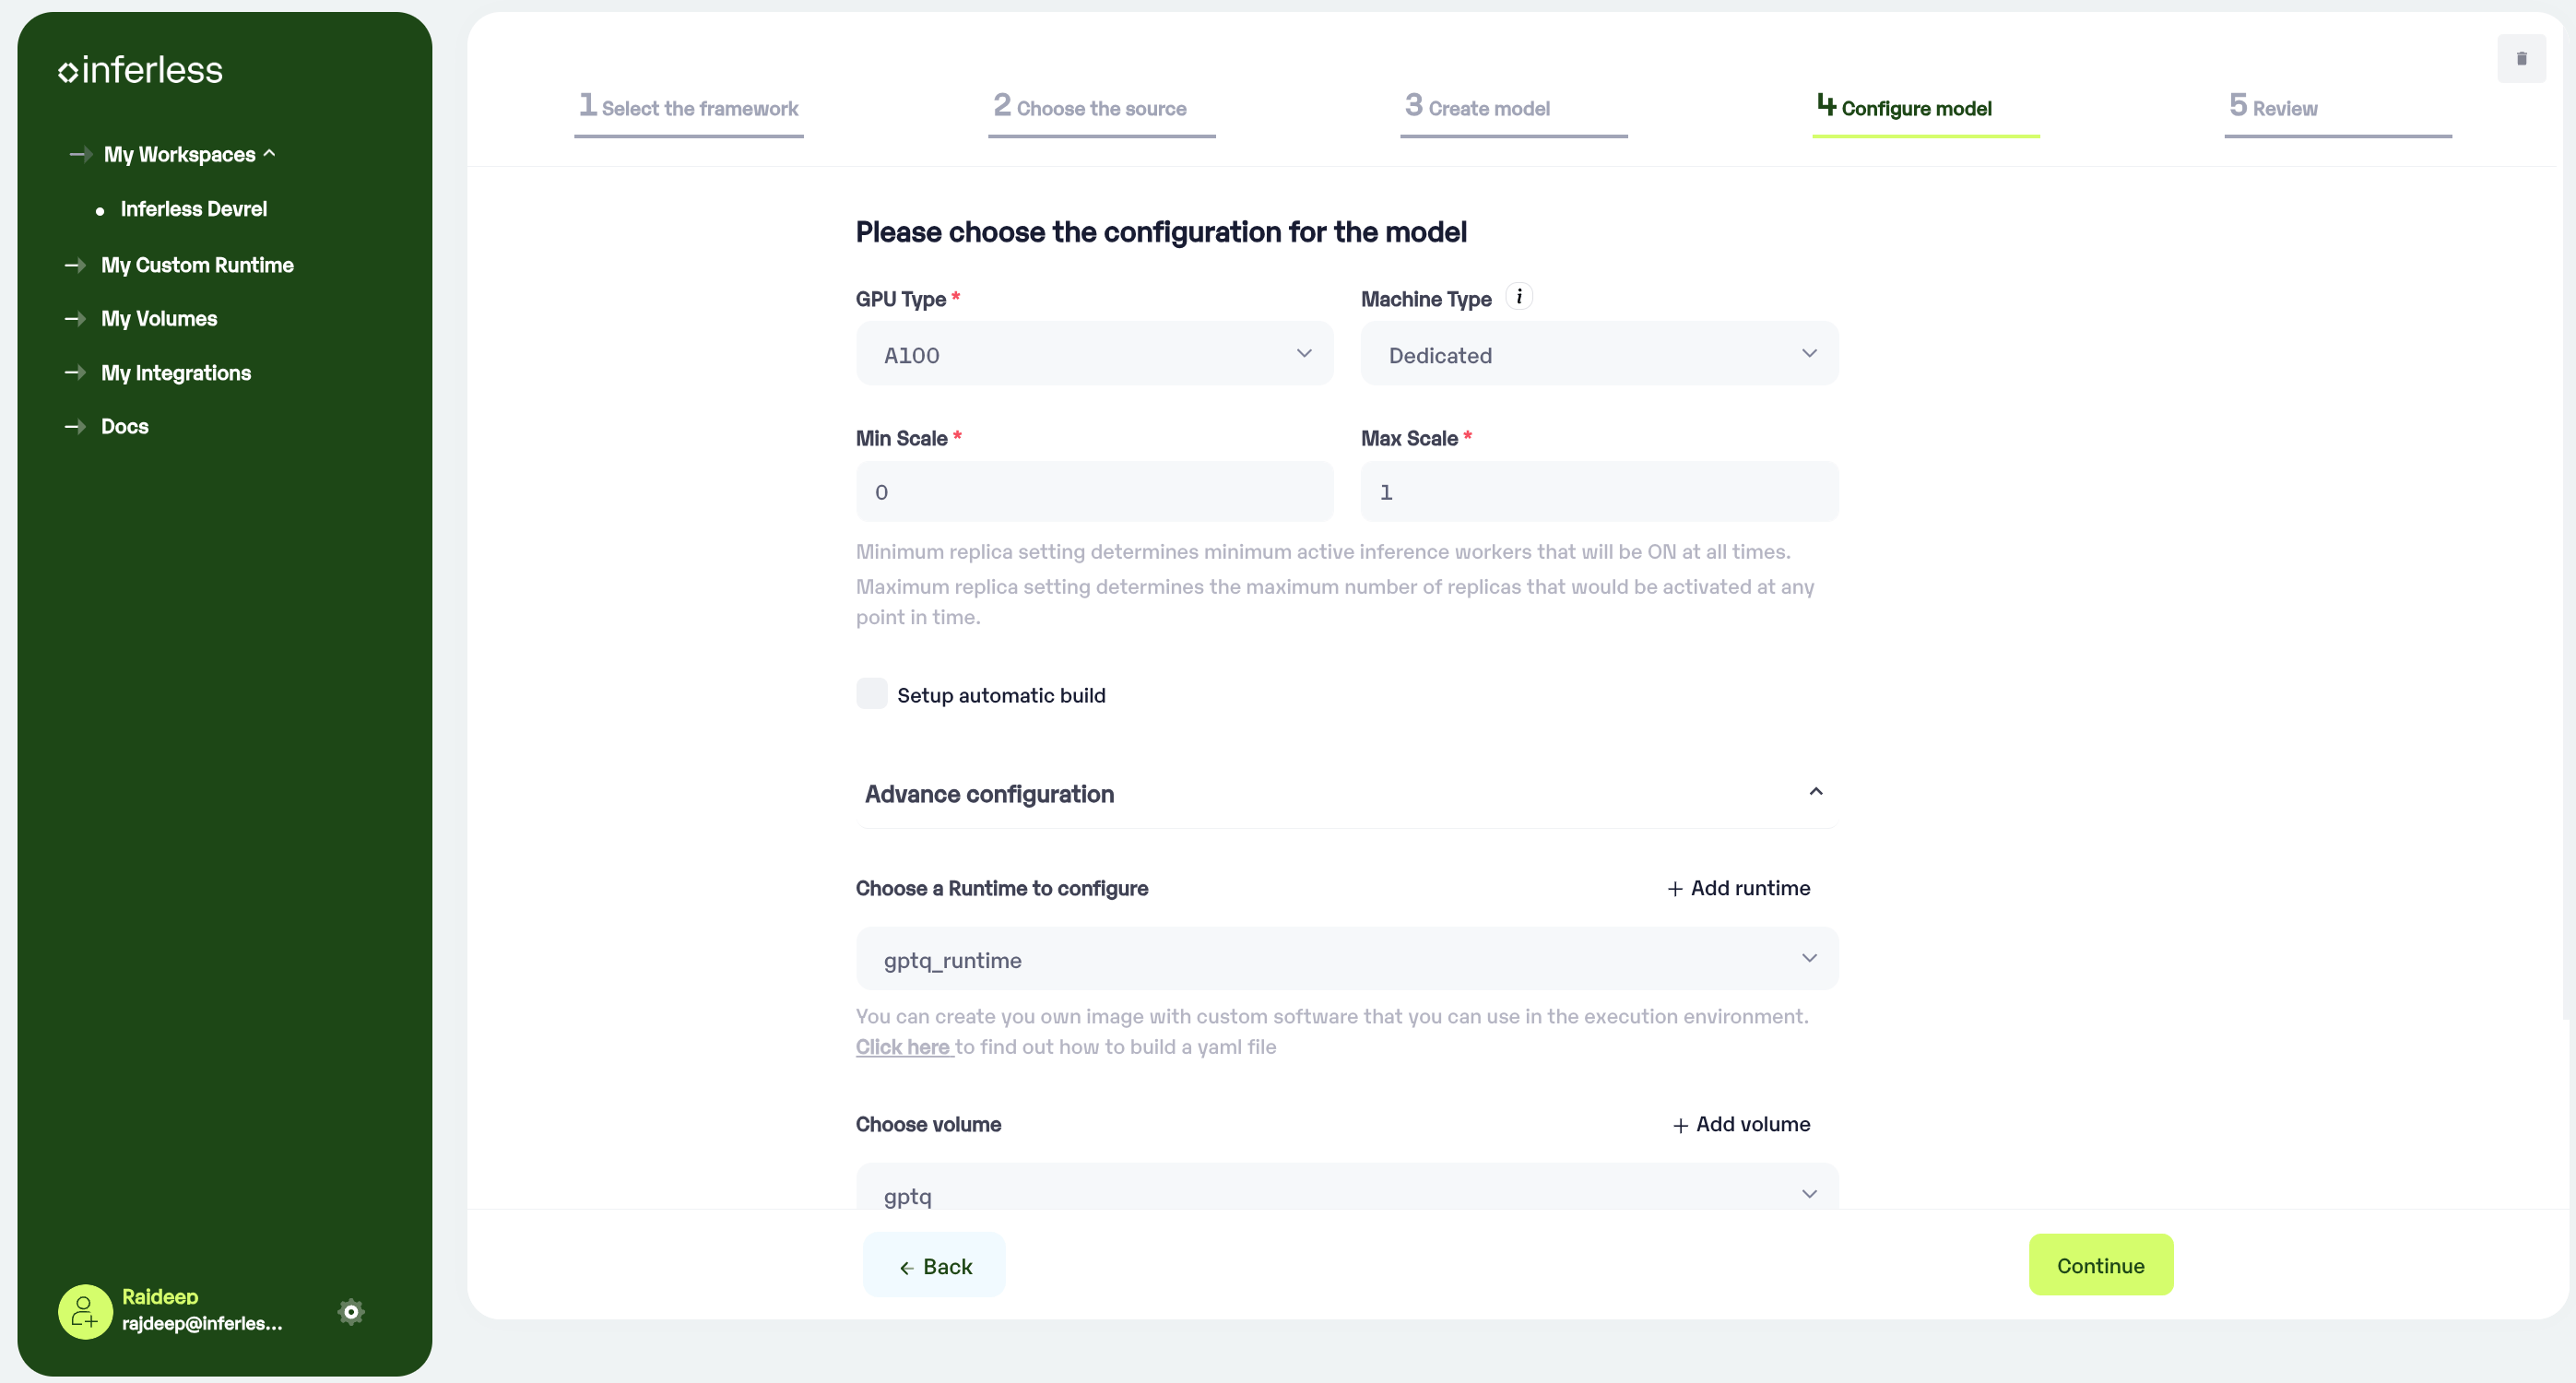 inferless
My Workspaces
Inferless Devrel
My Custom Runtime
My Volumes
My Integrations
Docs
Rajdeep
rajdeep@inferles...
1 Select the framework
2 Choose the source
3 Create model
4 Configure model
5 Review
Please choose the configuration for the model
GPU Type *
Machine Type i
A100
Dedicated
Min Scale *
Max Scale *
0
1
Minimum replica setting determines minimum active inference workers that will be ON at all times.
Maximum replica setting determines the maximum number of replicas that would be activated at any
point in time.
Setup automatic build
Advance configuration
Choose a Runtime to configure
+ Add runtime
gptq_runtime
You can create you own image with custom software that you can use in the execution environment.
Click here to find out how to build a yaml file
Choose volume
+ Add volume
gptq
← Back
Continue